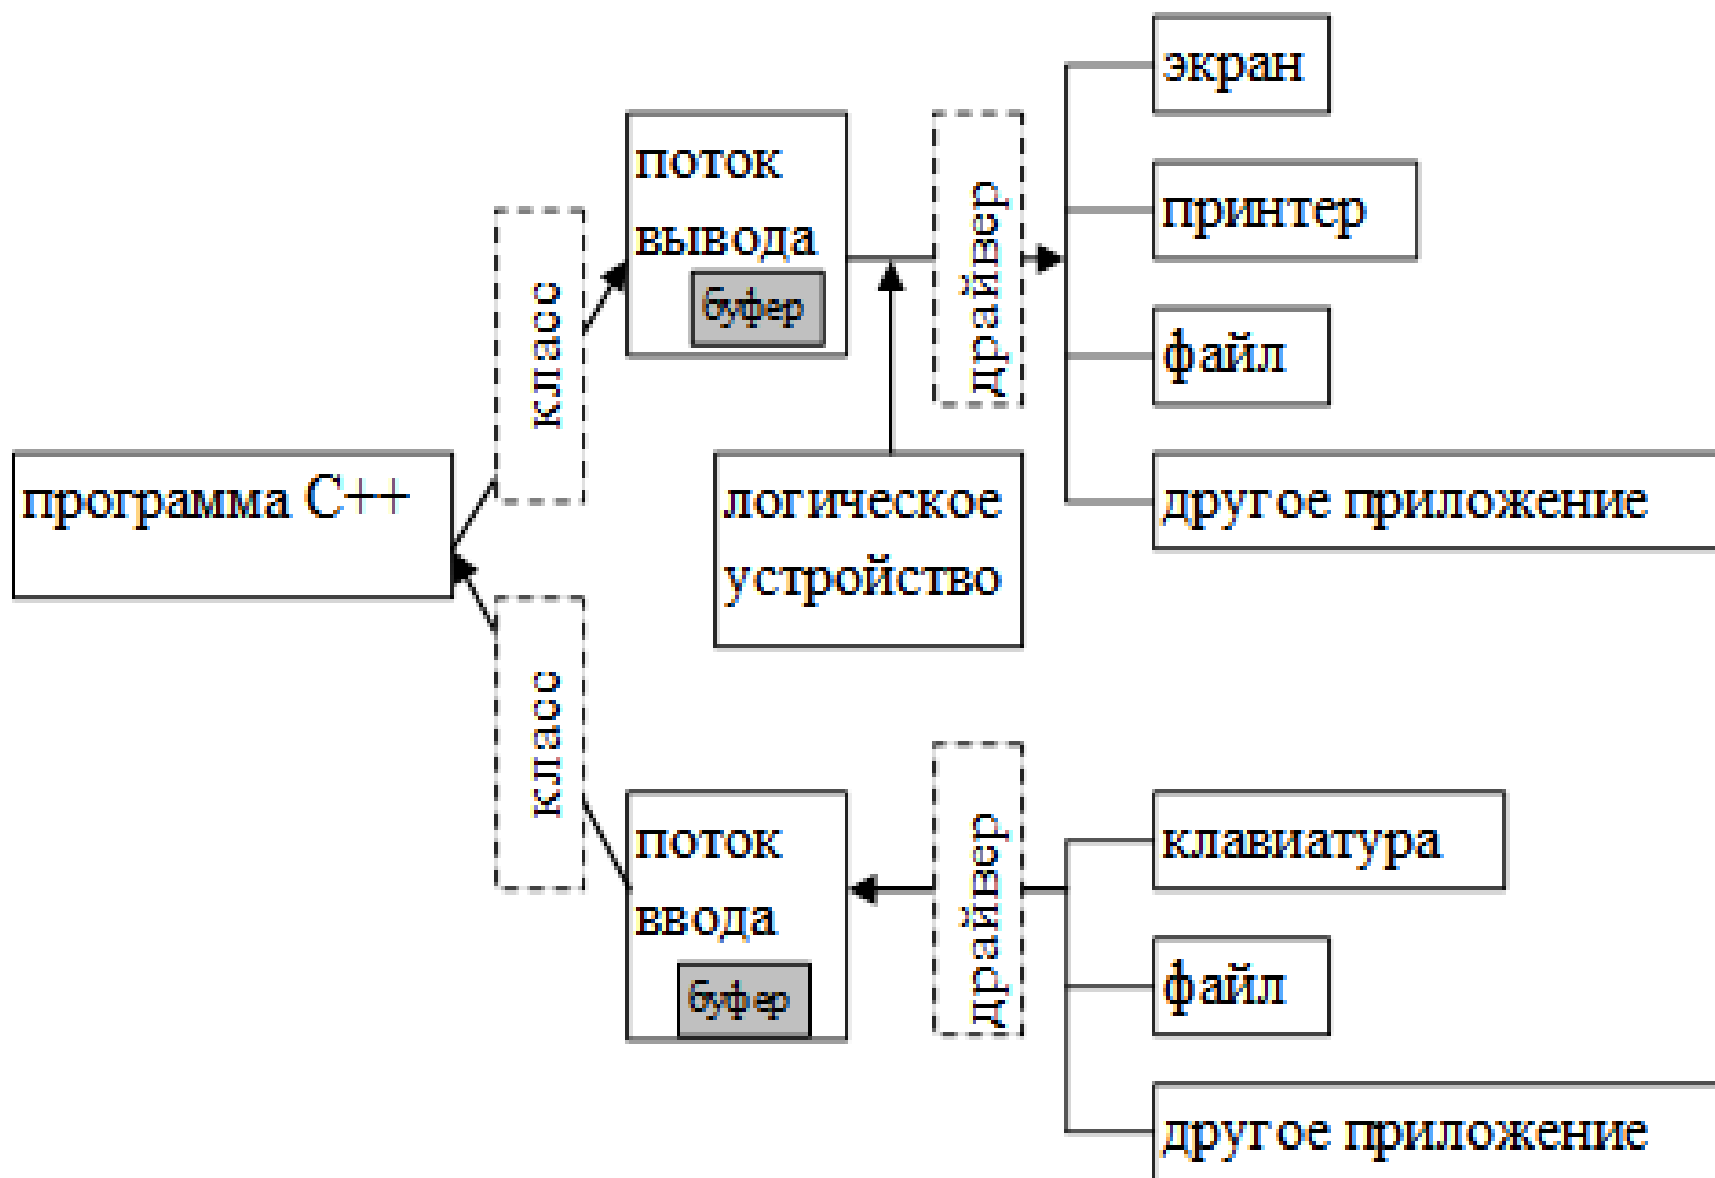 экран
поток
вывода
буфер
класс
драйвер
принтер
файл
программа C++
логическое
устройство
другое приложение
класс
поток
ввода
буфер
драйвер
клавиатура
файл
другое приложение